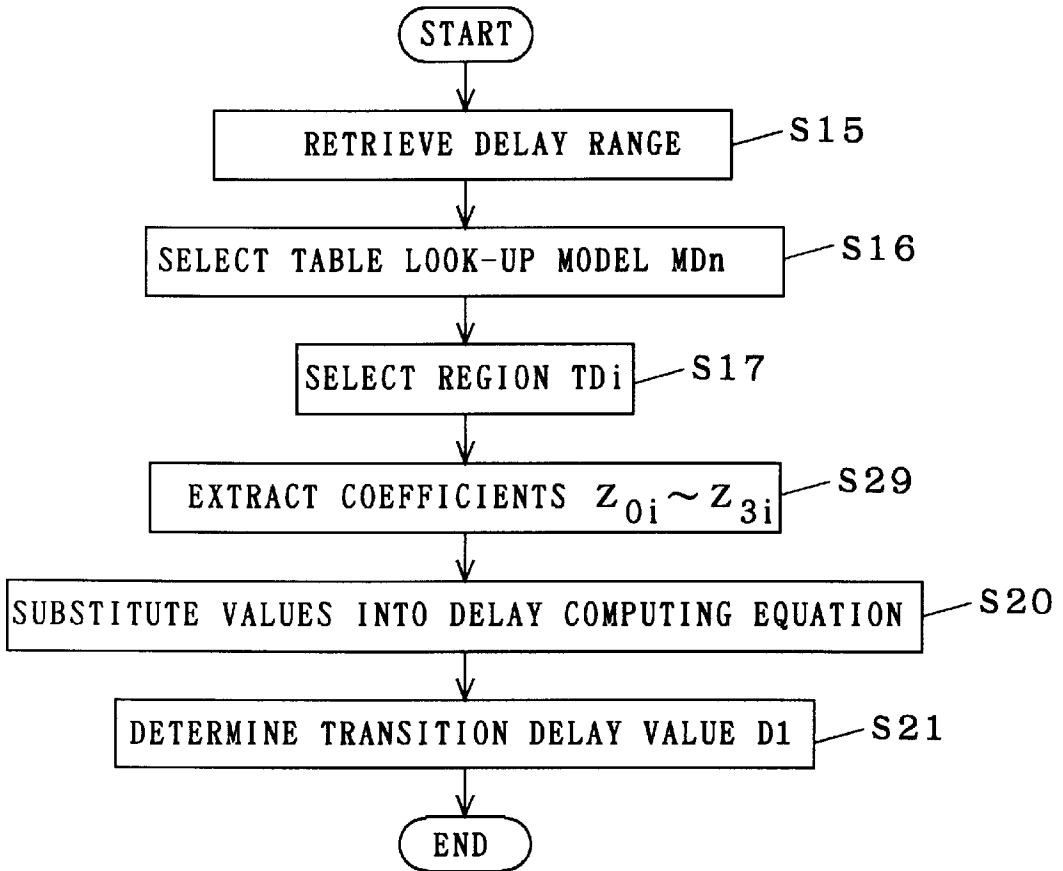 START
RETRIEVE DELAY RANGE
S15
SELECT TABLE LOOK-UP MODEL MDn
S16
SELECT REGION TDi
S17
EXTRACT COEFFICIENTS Z0i~Z3i
S29
SUBSTITUTE VALUES INTO DELAY COMPUTING EQUATION
S20
DETERMINE TRANSITION DELAY VALUE D1
S21
END